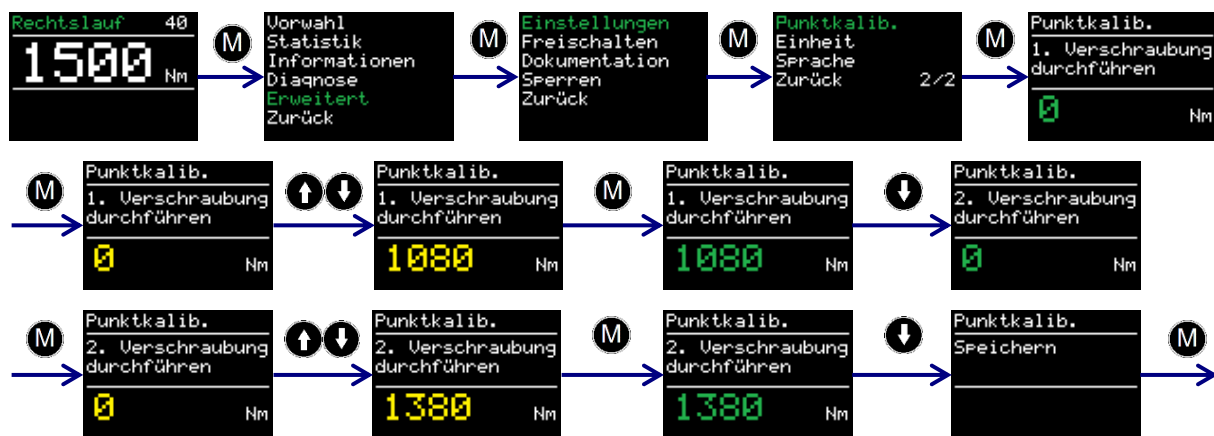 Rechtslauf 40
1500 Nm
M
Vorwahl
Statistik
Informationen
Diagnose
Erweitert
Zurück
M
Einstellungen
Freischalten
Dokumentation
Sperren
Zurück
M
Punktkalib.
Einheit
Sprache
Zurück 2/2
M
Punktkalib.
1. Verschraubung
durchführen
0 Nm
M
Punktkalib.
1. Verschraubung
durchführen
0 Nm
Punktkalib.
1. Verschraubung
durchführen
1080 Nm
M
Punktkalib.
1. Verschraubung
durchführen
1080 Nm
Punktkalib.
2. Verschraubung
durchführen
0 Nm
M
Punktkalib.
2. Verschraubung
durchführen
0 Nm
Punktkalib.
2. Verschraubung
durchführen
1380 Nm
M
Punktkalib.
2. Verschraubung
durchführen
1380 Nm
Punktkalib.
Speichern
M